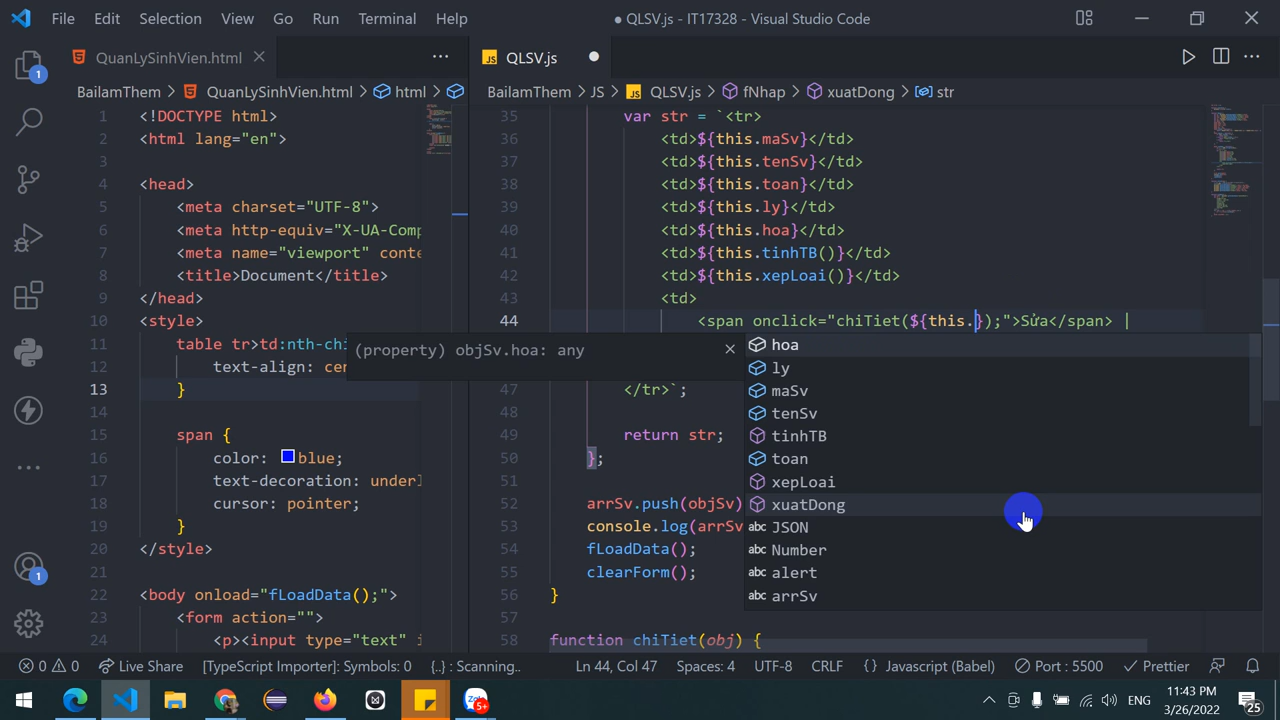 File Edit Selection View Go Run Terminal Help
● QLSV.js - IT17328 - Visual Studio Code
QuanLySinhVien.html
BailamThem > QuanLySinhVien.html > html >
1 <!DOCTYPE html>
2 <html lang="en">
3
4 <head>
5 <meta charset="UTF-8">
6 <meta http-equiv="X-UA-Comp
7 <meta name="viewport" conte
8 <title>Document</title>
9 </head>
10 <style>
11 table tr>td:nth-chi
12 text-align: cer
13 }
14
15 span {
16 color: blue;
17 text-decoration: underl
18 cursor: pointer;
19 }
20 </style>
21
22 <body onload="fLoadData();">
23 <form action="">
24 <p><input type="text" i
QLSV.js
BailamThem > JS > QLSV.js > fNhap > xuatDong > str
35 var str = `<tr>
36 <td>${this.maSv}</td>
37 <td>${this.tenSv}</td>
38 <td>${this.toan}</td>
39 <td>${this.ly}</td>
40 <td>${this.hoa}</td>
41 <td>${this.tinhTB()}</td>
42 <td>${this.xepLoai()}</td>
43 <td>
44 <span onclick="chiTiet(${this.});">Sửa</span> |
(property) objSv.hoa: any
hoa
ly
maSv
tenSv
tinhTB
toan
xepLoai
xuatDong
JSON
Number
alert
arrSv
47 </tr>`;
48
49 return str;
50 };
51
52 arrSv.push(objSv)
53 console.log(arrSv
54 fLoadData();
55 clearForm();
56 }
57
58 function chiTiet(obj) {
1
1
0 0 Live Share [TypeScript Importer]: Symbols: 0 {..} : Scanning.. Ln 44, Col 47 Spaces: 4 UTF-8 CRLF {} Javascript (Babel) Port : 5500 Prettier
5+ ENG 11:43 PM
3/26/2022
25